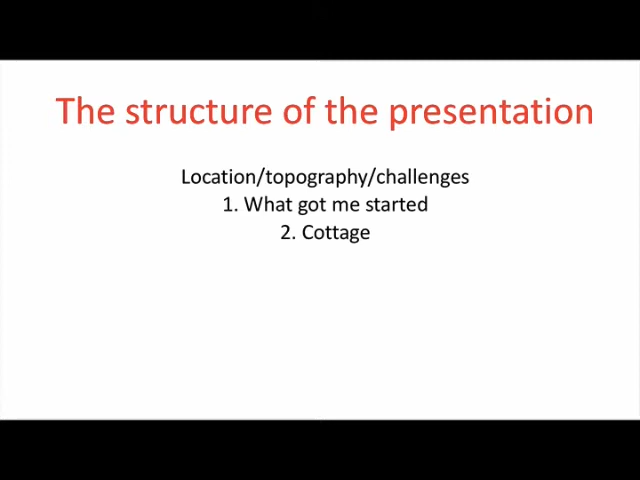 The structure of the presentation
Location/topography/challenges
1. What got me started
2. Cottage